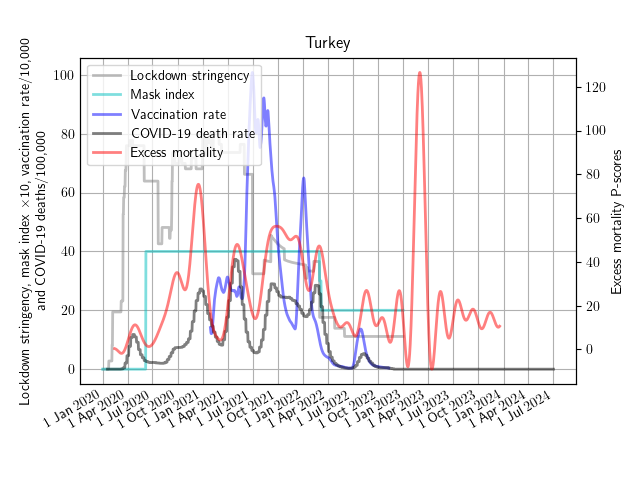 Turkey
Lockdown stringency, mask index ×10, vaccination rate/10,000
and COVID-19 deaths/100,000
100
80
60
40
20
0
Lockdown stringency
Mask index
Vaccination rate
COVID-19 death rate
Excess mortality
120
100
80
60
40
20
0
Excess mortality P-scores
1 Jan 2020
1 Apr 2020
1 Jul 2020
1 Oct 2020
1 Jan 2021
1 Apr 2021
1 Jul 2021
1 Oct 2021
1 Jan 2022
1 Apr 2022
1 Jul 2022
1 Oct 2022
1 Jan 2023
1 Apr 2023
1 Jul 2023
1 Oct 2023
1 Jan 2024
1 Apr 2024
1 Jul 2024